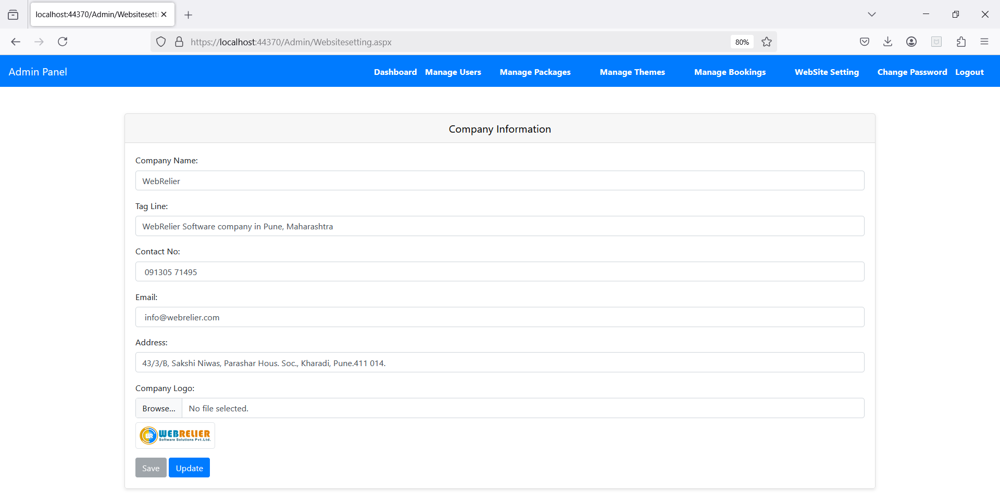 localhost:44370/Admin/Websitesetti
https://localhost:44370/Admin/Websitesetting.aspx
80%
Admin Panel
Dashboard Manage Users Manage Packages Manage Themes Manage Bookings WebSite Setting Change Password Logout
Company Information
Company Name:
WebRelier
Tag Line:
WebRelier Software company in Pune, Maharashtra
Contact No:
091305 71495
Email:
info@webrelier.com
Address:
43/3/B, Sakshi Niwas, Parashar Hous. Soc., Kharadi, Pune.411 014.
Company Logo:
Browse... No file selected.
WR WEBRELIER
Software Solutions Pvt.Ltd.
Save Update